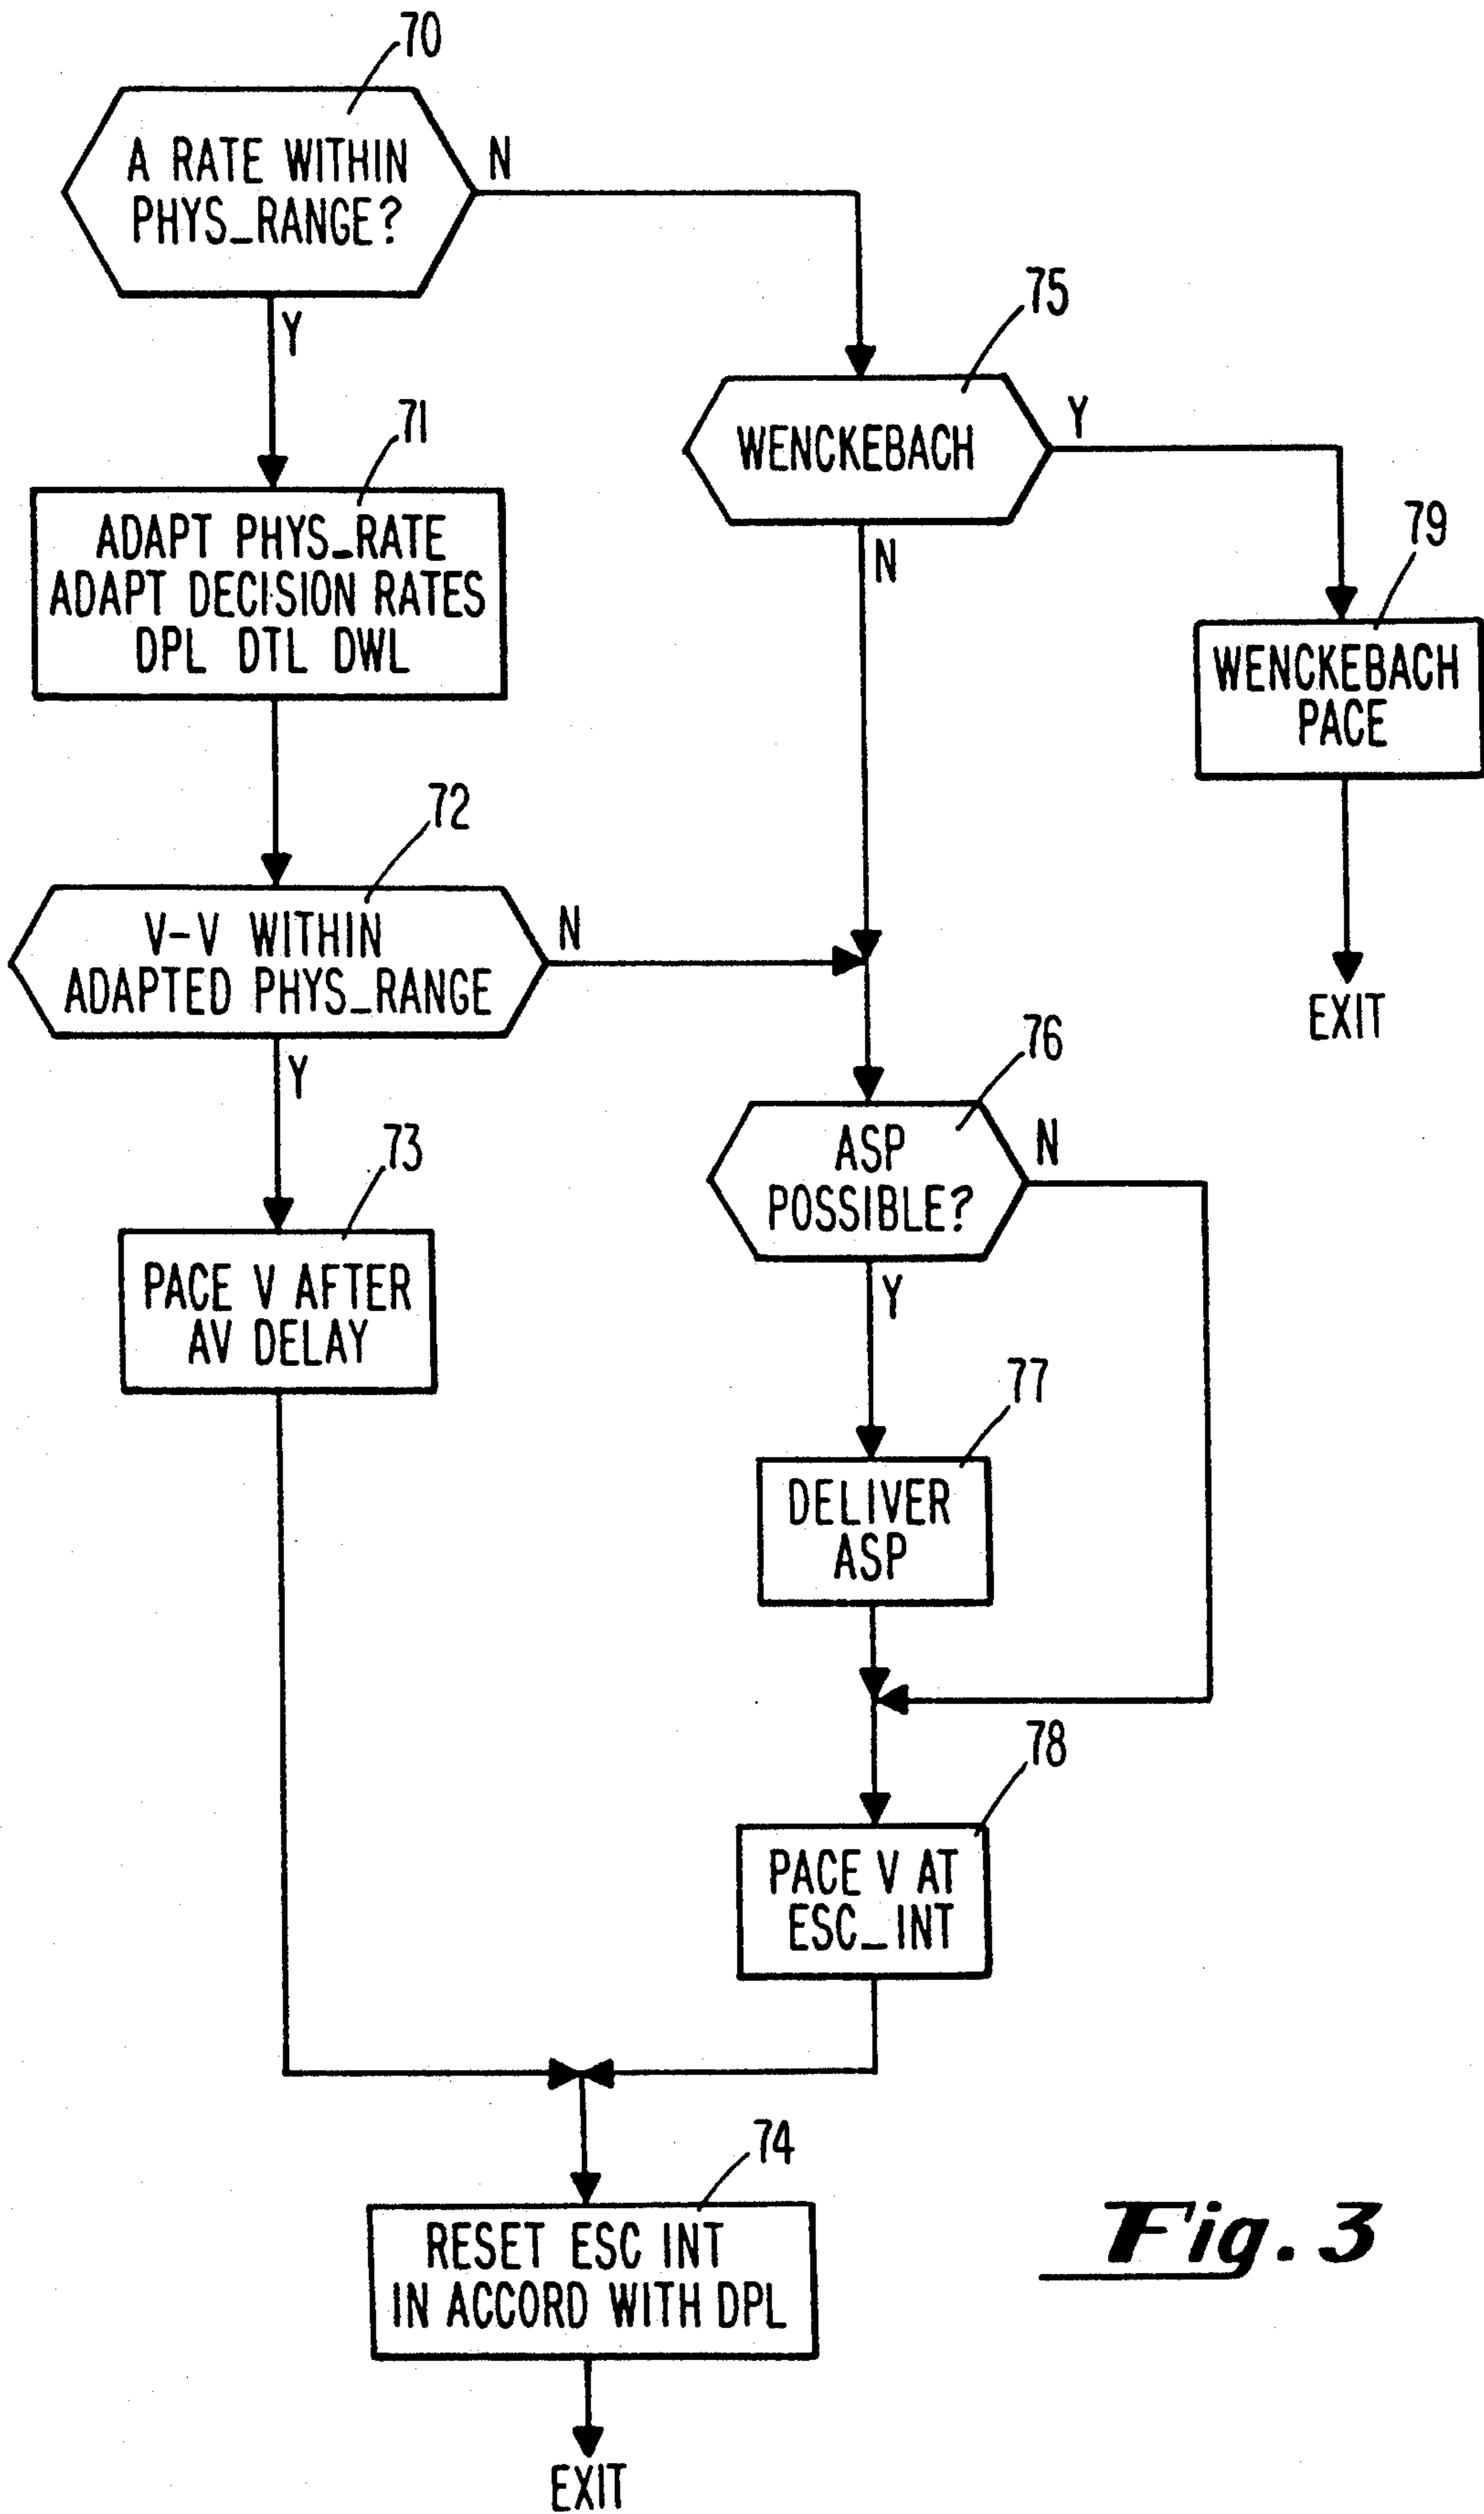 70
A RATE WITHIN
PHYS_RANGE?
N
Y
75
WENCKEBACH
Y
N
71
ADAPT PHYS_RATE
ADAPT DECISION RATES
DPL DTL DWL
79
WENCKEBACH
PACE
EXIT
72
V-V WITHIN
ADAPTED PHYS_RANGE
N
Y
76
ASP
POSSIBLE?
N
Y
73
PACE V AFTER
AV DELAY
77
DELIVER
ASP
78
PACE V AT
ESC_INT
74
RESET ESC INT
IN ACCORD WITH DPL
EXIT
Fig. 3